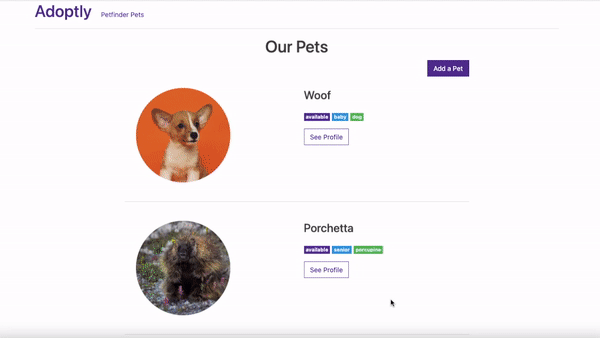 Adoptly Petfinder Pets
Our Pets
Add a Pet
Woof
available baby dog
See Profile
Porchetta
available senior porcupine
See Profile